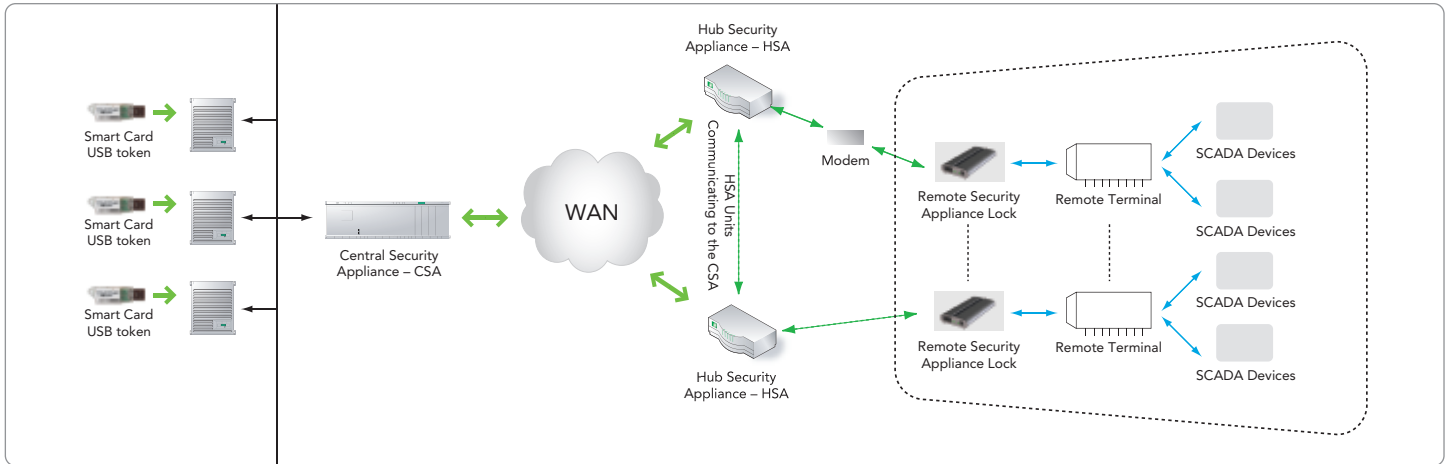 Hub Security
Appliance – HSA
Smart Card
USB token
Smart Card
USB token
Smart Card
USB token
Central Security
Appliance – CSA
WAN
HSA Units
Communicating to the CSA
Modem
Hub Security
Appliance – HSA
Remote Security
Appliance Lock
Remote Terminal
SCADA Devices
SCADA Devices
Remote Security
Appliance Lock
Remote Terminal
SCADA Devices
SCADA Devices